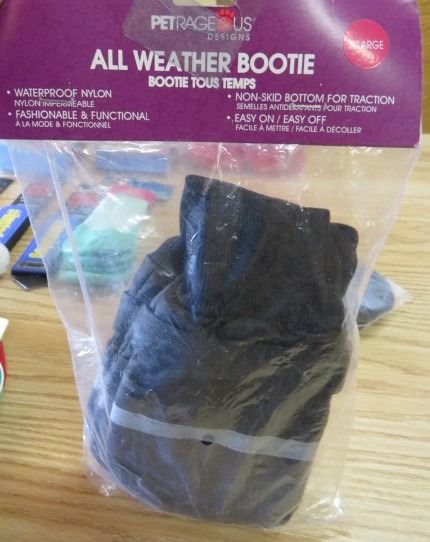 PETRAGEOUS
DESIGNS
XLARGE
ALL WEATHER BOOTIE
BOOTIE TOUS TEMPS
• WATERPROOF NYLON
NYLON IMPERMÉABLE
• FASHIONABLE & FUNCTIONAL
À LA MODE & FONCTIONNEL
• NON-SKID BOTTOM FOR TRACTION
SEMELLES ANTIDÉRAPANTS POUR TRACTION
• EASY ON / EASY OFF
FACILE À METTRE / FACILE À DÉCOLLER